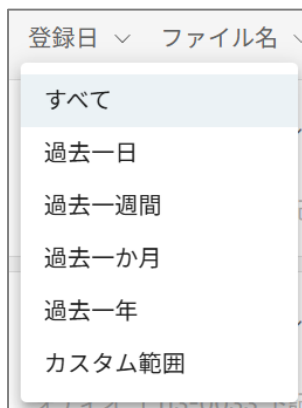 登録日 ファイル名
すべて
過去一日
過去一週間
過去一か月
過去一年
カスタム範囲